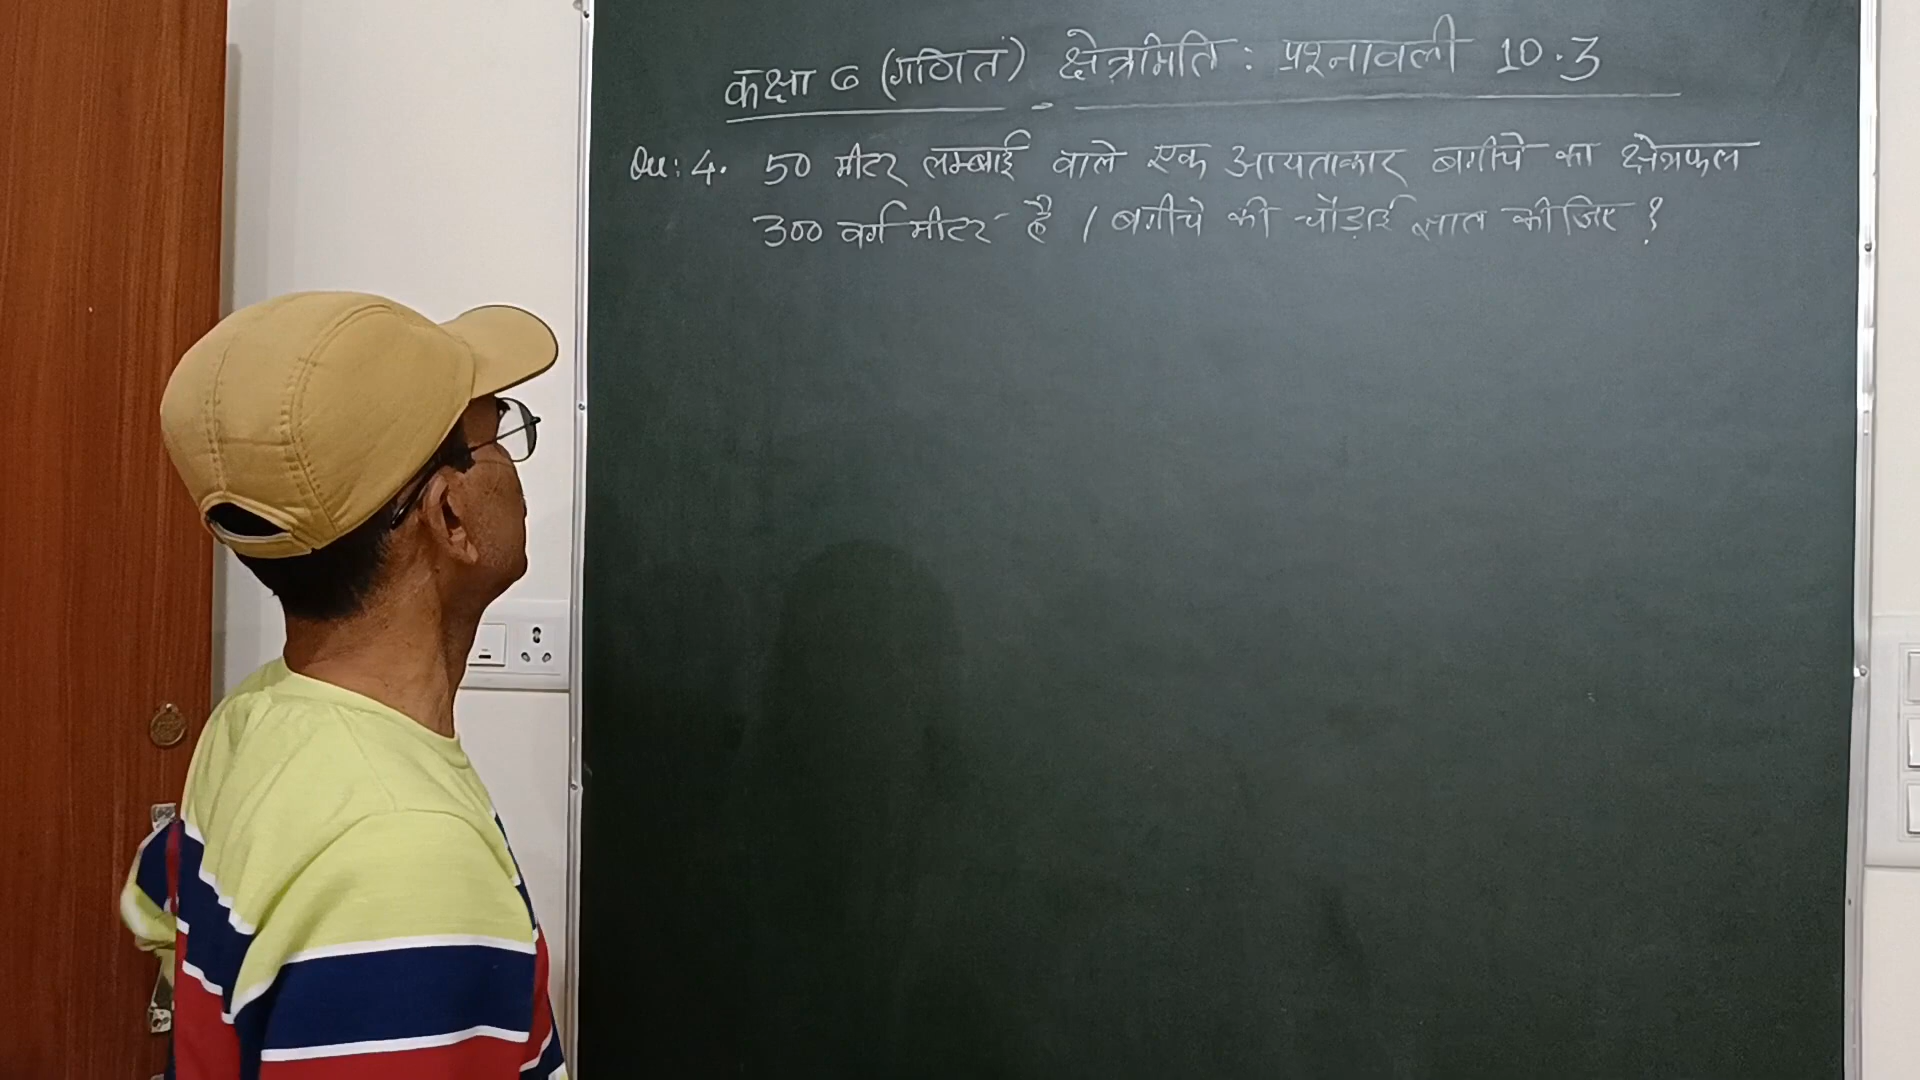 कक्षा 6 (गणित) क्षेत्रमिति : प्रश्नावली 10.3
Qu: 4. 50 मीटर लम्बाई वाले एक आयताकार बगीचे का क्षेत्रफल
300 वर्ग मीटर है / बगीचे की चौड़ाई ज्ञात कीजिए ?